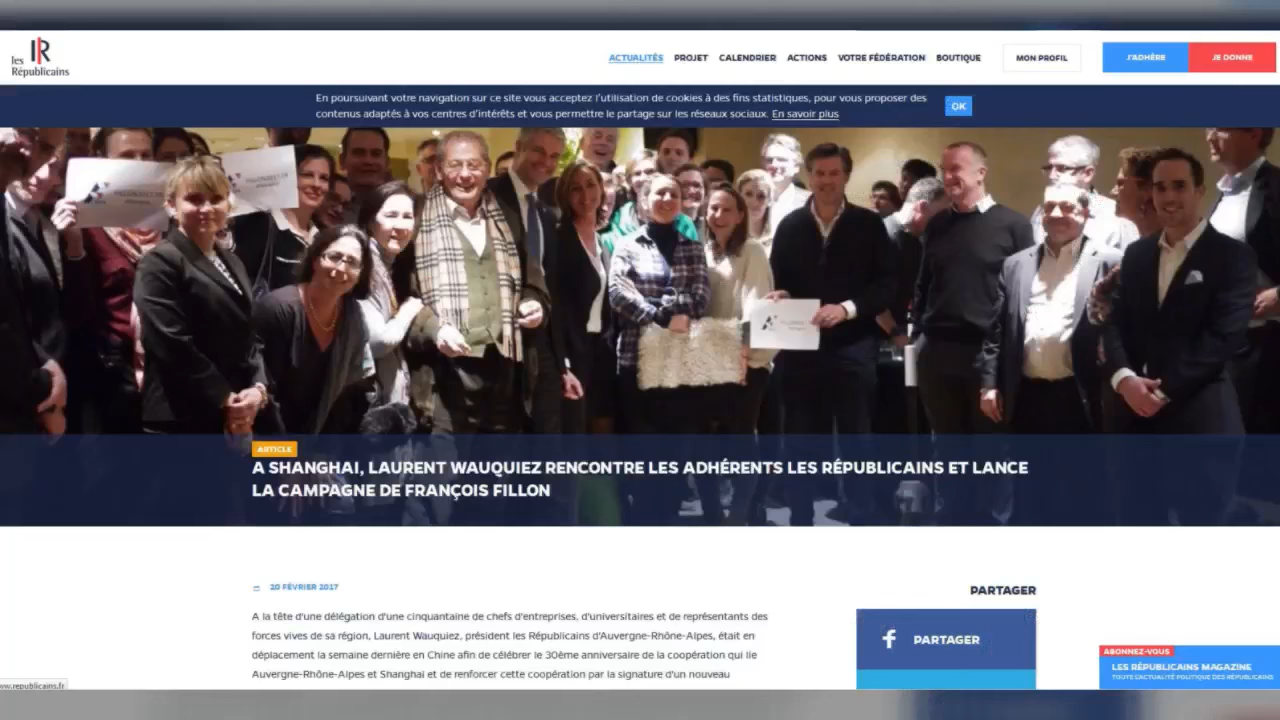 les
Républicains
ACTUALITÉS PROJET CALENDRIER ACTIONS VOTRE FÉDÉRATION BOUTIQUE MON PROFIL J'ADHÈRE JE DONNE
En poursuivant votre navigation sur ce site vous acceptez l'utilisation de cookies à des fins statistiques, pour vous proposer des
contenus adaptés à vos centres d'intérêts et vous permettre le partage sur les réseaux sociaux. En savoir plus
OK
ARTICLE
A SHANGHAI, LAURENT WAUQUIEZ RENCONTRE LES ADHÉRENTS LES RÉPUBLICAINS ET LANCE
LA CAMPAGNE DE FRANÇOIS FILLON
20 FÉVRIER 2017
A la tête d'une délégation d'une cinquantaine de chefs d'entreprises, d'universitaires et de représentants des
forces vives de sa région, Laurent Wauquiez, président les Républicains d'Auvergne-Rhône-Alpes, était en
déplacement la semaine dernière en Chine afin de célébrer le 30ème anniversaire de la coopération qui lie
Auvergne-Rhône-Alpes et Shanghai et de renforcer cette coopération par la signature d'un nouveau
PARTAGER
PARTAGER
ABONNEZ-VOUS
LES RÉPUBLICAINS MAGAZINE
TOUTE L'ACTUALITÉ POLITIQUE DES RÉPUBLICAINS
www.republicains.fr